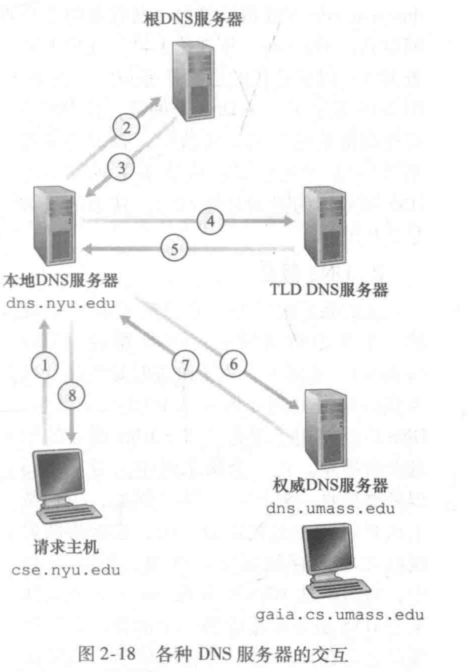 根DNS服务器
2
3
4
5
本地DNS服务器
dns.nyu.edu
TLD DNS服务器
1
8
7
6
权威DNS服务器
dns.umass.edu
请求主机
cse.nyu.edu
gaia.cs.umass.edu
图 2-18 各种 DNS 服务器的交互